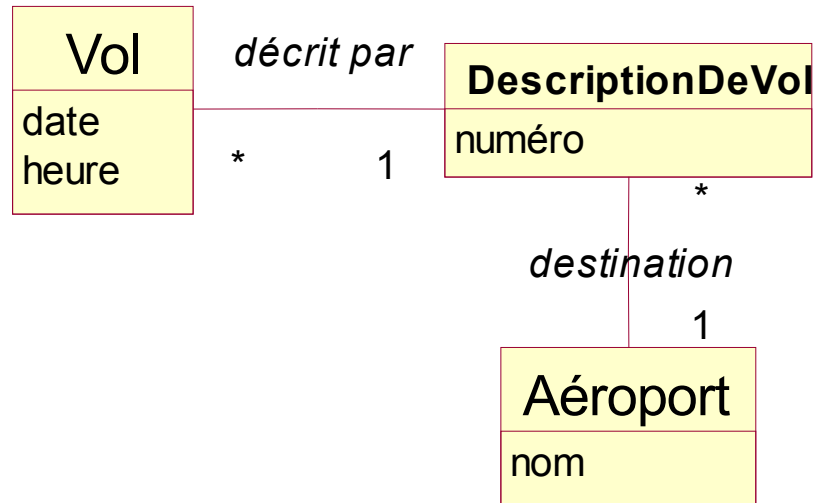 Vol
date
heure
décrit par
*
1
DescriptionDeVol
numéro
*
destination
1
Aéroport
nom